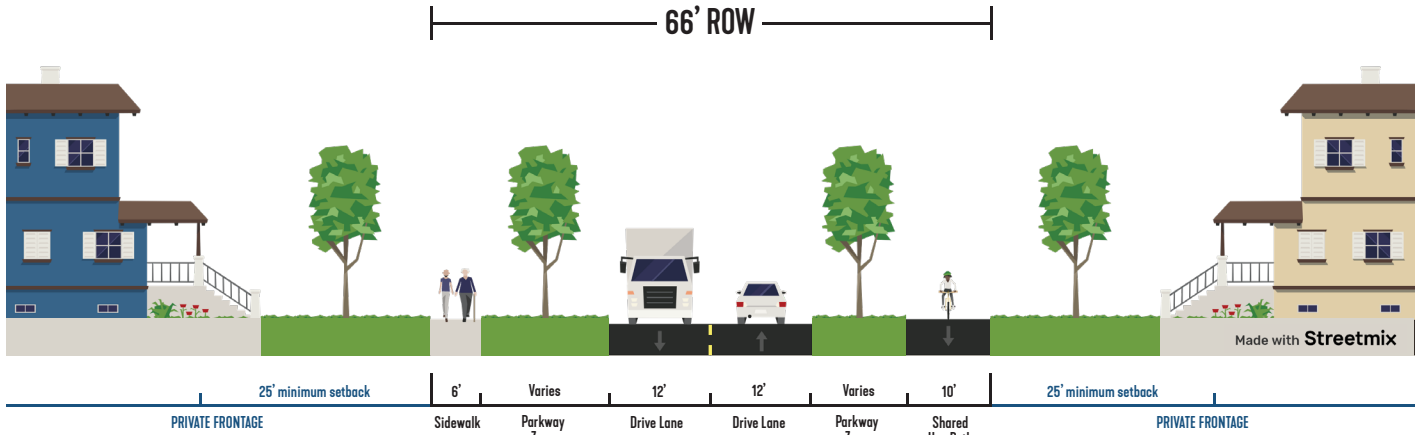 66’ ROW
Made with Streetmix
25’ minimum setback
6’
Varies
12’
12’
Varies
10’
25’ minimum setback
PRIVATE FRONTAGE
Sidewalk
Parkway
Drive Lane
Drive Lane
Parkway
Shared
PRIVATE FRONTAGE